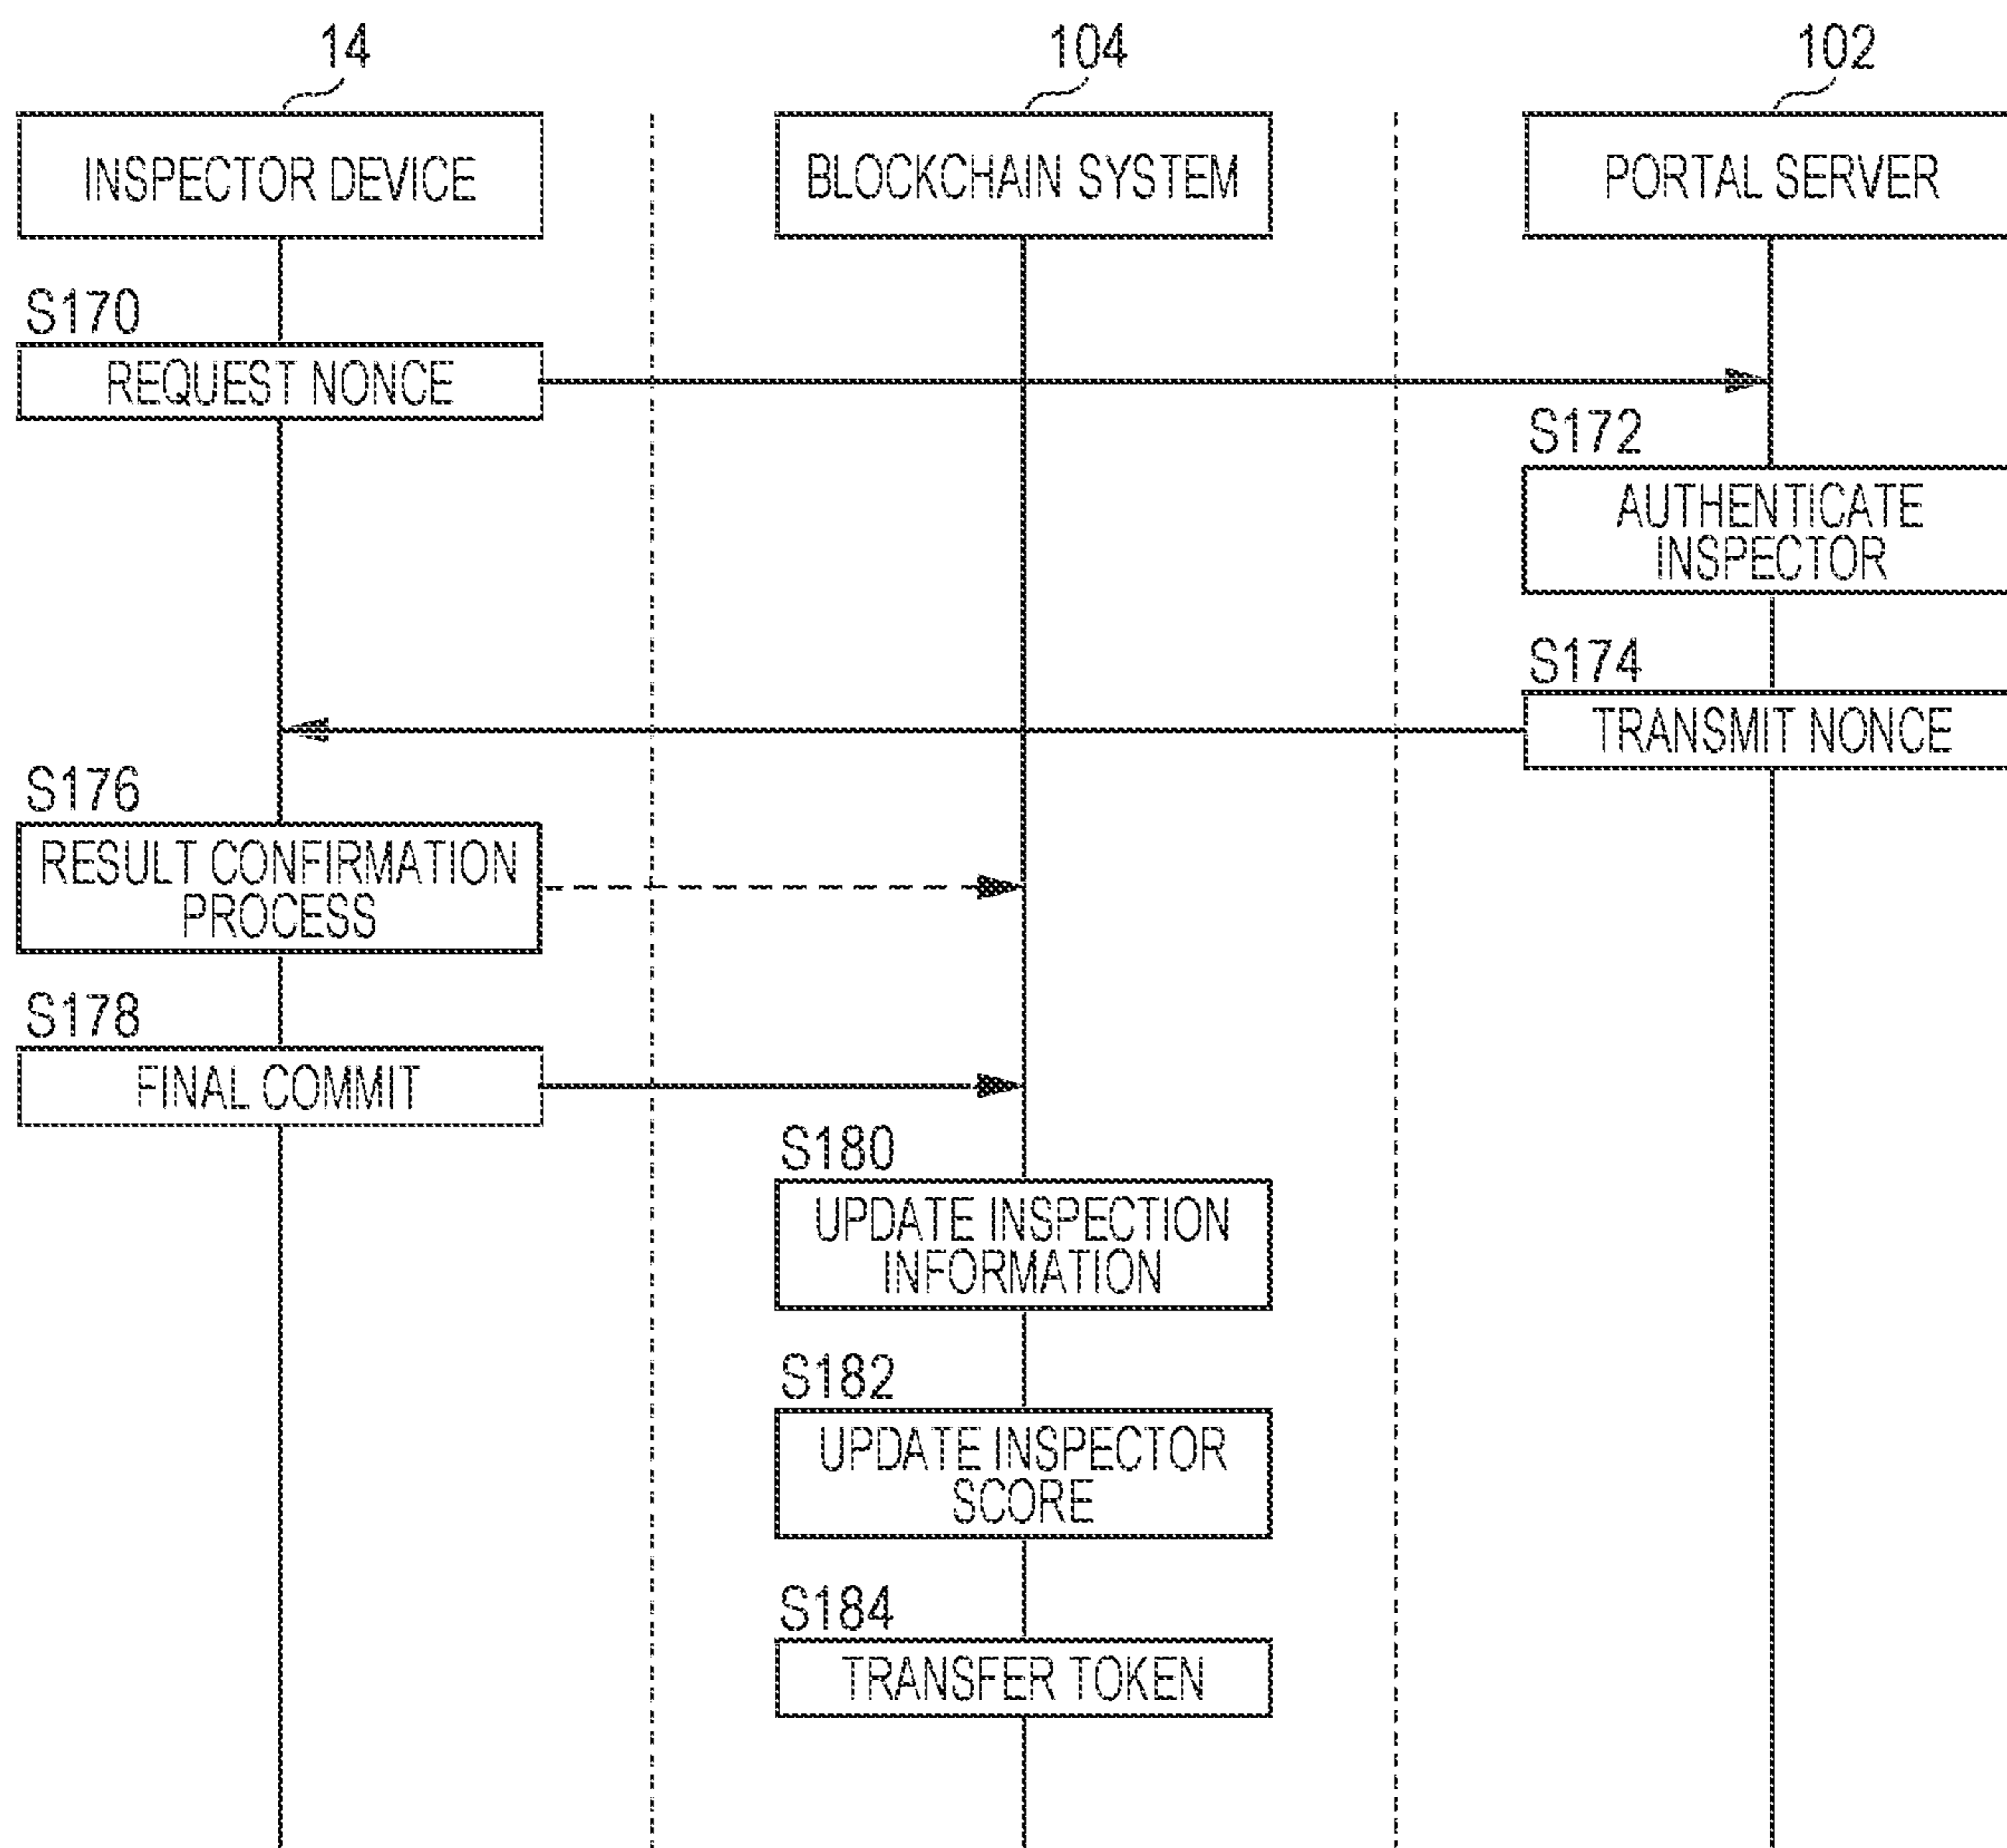 14
104
102
INSPECTOR DEVICE
BLOCKCHAIN SYSTEM
PORTAL SERVER
S170
REQUEST NONCE
S172
AUTHENTICATE
INSPECTOR
S174
TRANSMIT NONCE
S176
RESULT CONFIRMATION
PROCESS
S178
FINAL COMMIT
S180
UPDATE INSPECTION
INFORMATION
S182
UPDATE INSPECTOR
SCORE
S184
TRANSFER TOKEN